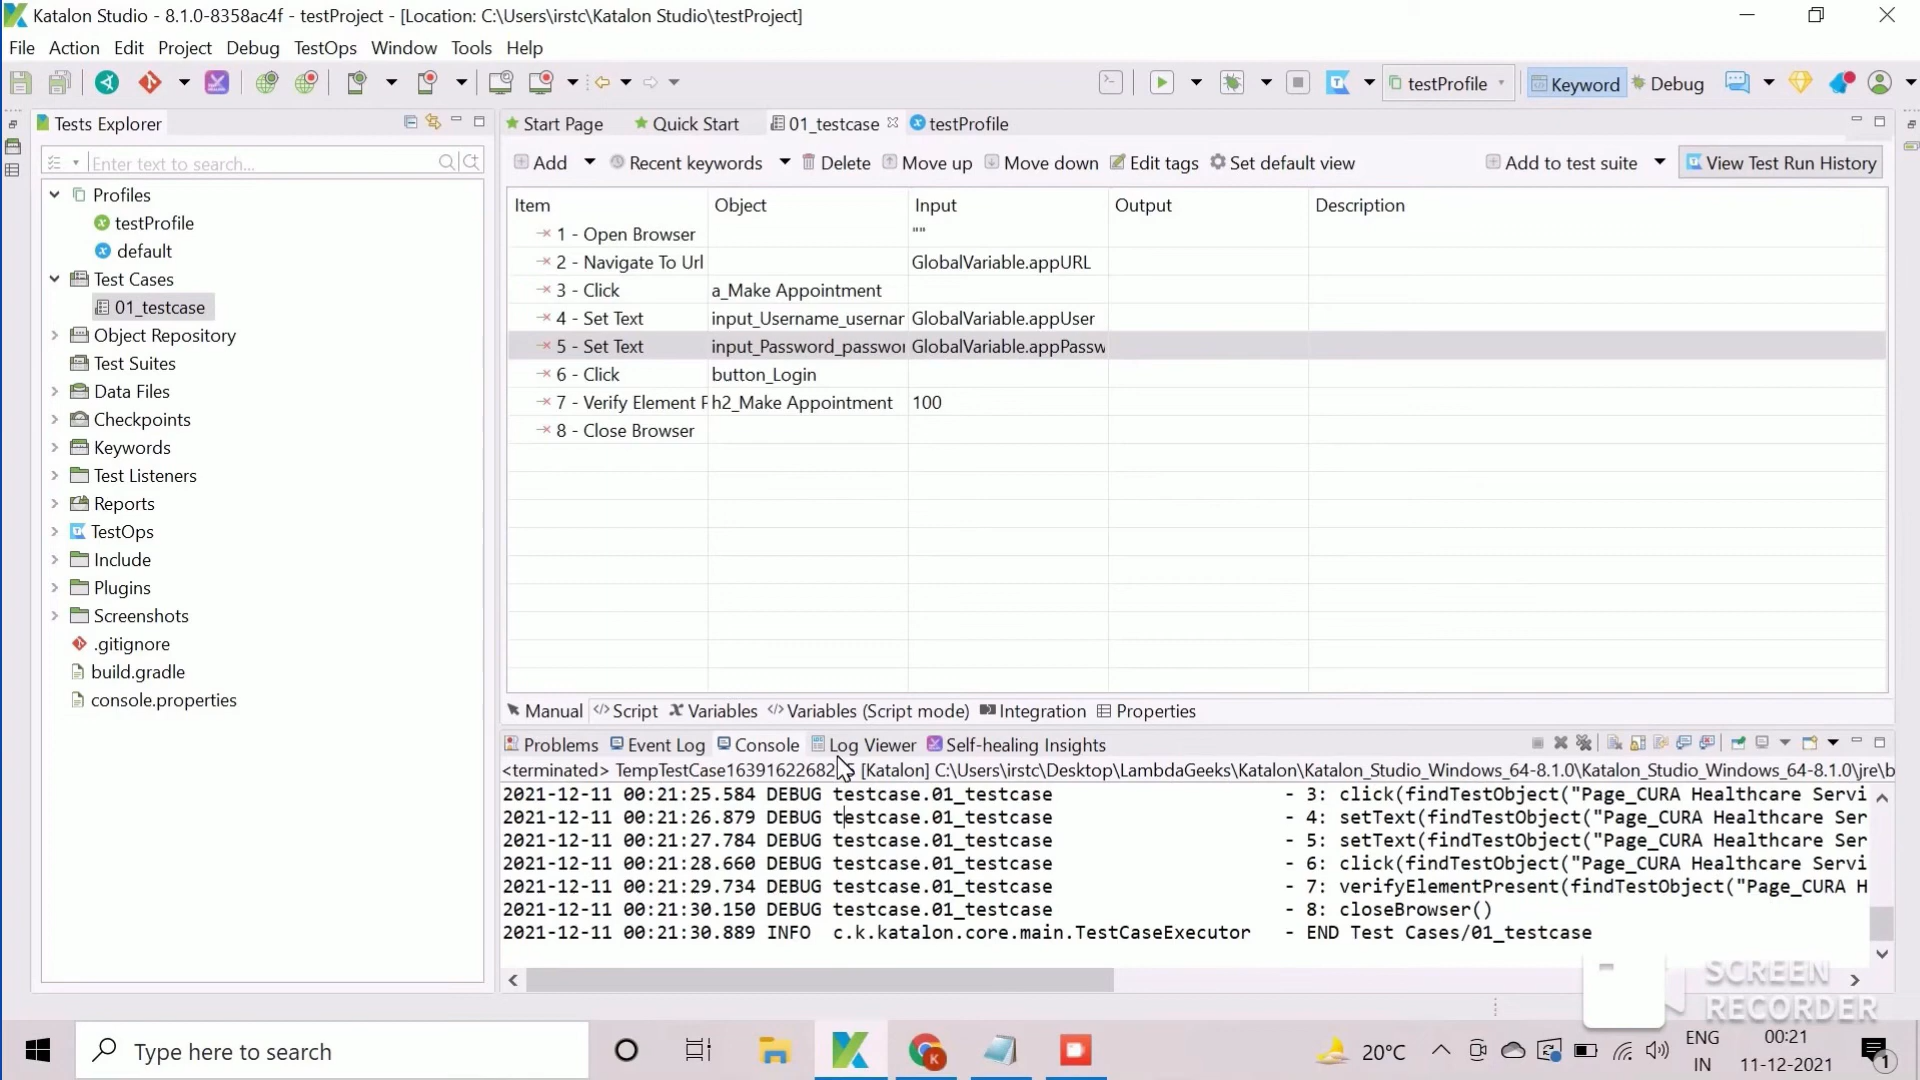 Katalon Studio - 8.1.0-8358ac4f - testProject - [Location: C:\Users\irstc\Katalon Studio\testProject]
File Action Edit Project Debug TestOps Window Tools Help
testProfile Keyword Debug
Tests Explorer
Start Page Quick Start 01_testcase testProfile
Enter text to search...
Add Recent keywords Delete Move up Move down Edit tags Set default view Add to test suite View Test Run History
Profiles
testProfile
default
Test Cases
01_testcase
Object Repository
Test Suites
Data Files
Checkpoints
Keywords
Test Listeners
Reports
TestOps
Include
Plugins
Screenshots
.gitignore
build.gradle
console.properties
Item Object Input Output Description
1 - Open Browser ""
2 - Navigate To Url GlobalVariable.appURL
3 - Click a_Make Appointment
4 - Set Text input_Username_usernar GlobalVariable.appUser
5 - Set Text input_Password_passwor GlobalVariable.appPassw
6 - Click button_Login
7 - Verify Element P h2_Make Appointment 100
8 - Close Browser
Manual Script Variables Variables (Script mode) Integration Properties
Problems Event Log Console Log Viewer Self-healing Insights
<terminated> TempTestCase16391622682 [Katalon] C:\Users\irstc\Desktop\LambdaGeeks\Katalon\Katalon_Studio_Windows_64-8.1.0\Katalon_Studio_Windows_64-8.1.0\jre\b
2021-12-11 00:21:25.584 DEBUG testcase.01_testcase - 3: click(findTestObject("Page_CURA Healthcare Servi
2021-12-11 00:21:26.879 DEBUG testcase.01_testcase - 4: setText(findTestObject("Page_CURA Healthcare Ser
2021-12-11 00:21:27.784 DEBUG testcase.01_testcase - 5: setText(findTestObject("Page_CURA Healthcare Ser
2021-12-11 00:21:28.660 DEBUG testcase.01_testcase - 6: click(findTestObject("Page_CURA Healthcare Servi
2021-12-11 00:21:29.734 DEBUG testcase.01_testcase - 7: verifyElementPresent(findTestObject("Page_CURA H
2021-12-11 00:21:30.150 DEBUG testcase.01_testcase - 8: closeBrowser()
2021-12-11 00:21:30.889 INFO c.k.katalon.core.main.TestCaseExecutor - END Test Cases/01_testcase
SCREEN
RECORDER
Type here to search
20°C
ENG
IN
00:21
11-12-2021
1